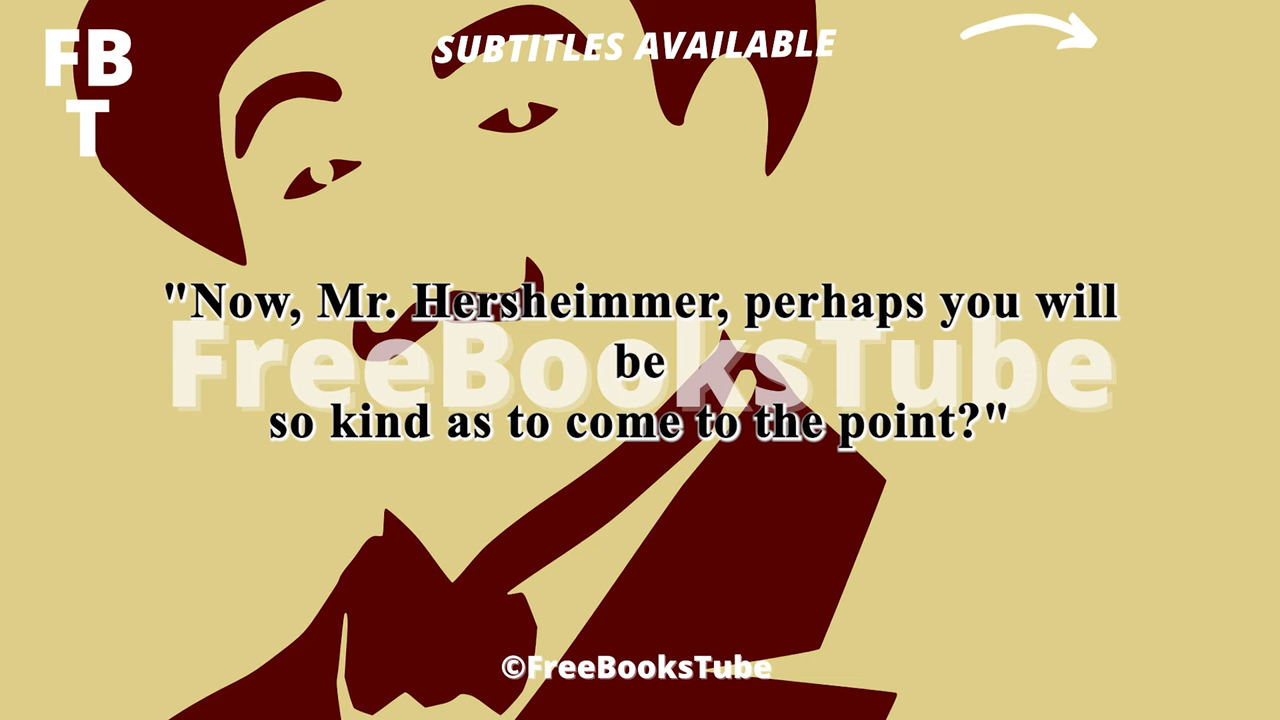 FB
T
SUBTITLES AVAILABLE
"Now, Mr. Hersheimmer, perhaps you will
be
so kind as to come to the point?"
FreeBooksTube
©FreeBooksTube